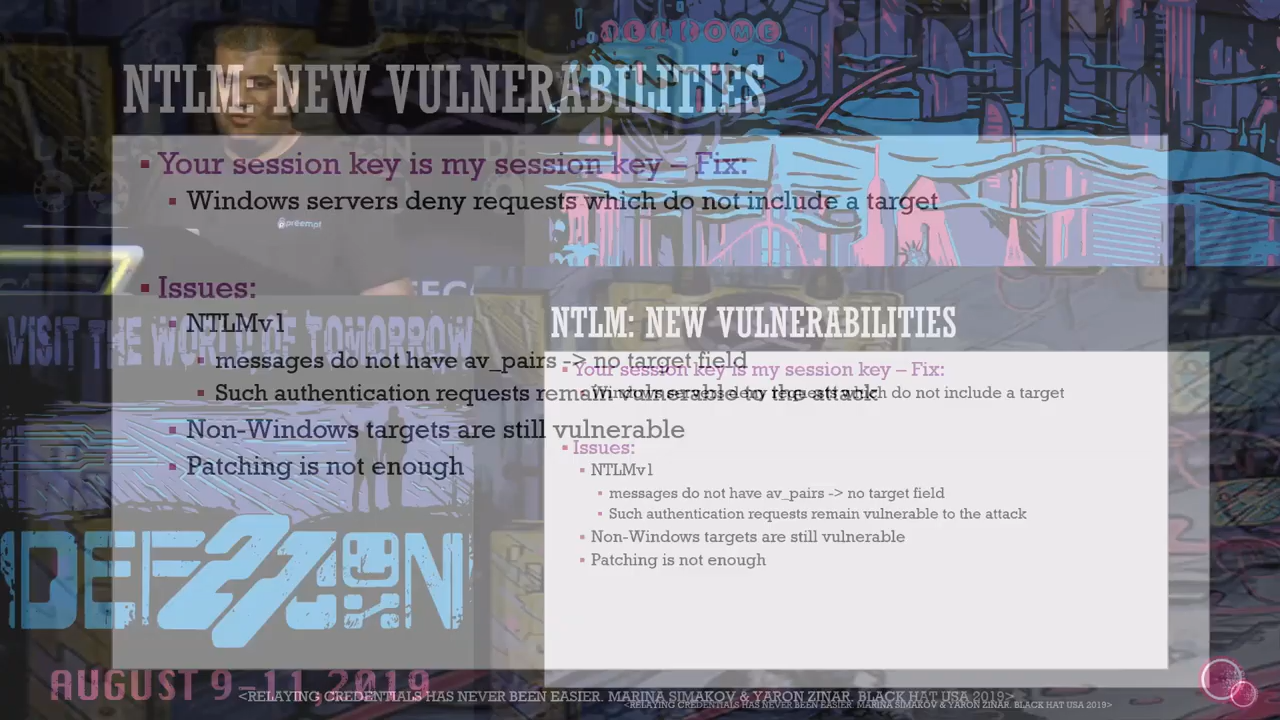 WELCOME
NTLM: NEW VULNERABILITIES
Your session key is my session key – Fix:
Windows servers deny requests which do not include a target
preempt
Issues:
NTLMv1
messages do not have av_pairs -> no target field
Such authentication requests remain vulnerable to the attack
Non-Windows targets are still vulnerable
Patching is not enough
VISIT THE WORLD OF TOMORROW
NTLM: NEW VULNERABILITIES
Your session key is my session key – Fix:
Windows servers deny requests which do not include a target
Issues:
NTLMv1
messages do not have av_pairs -> no target field
Such authentication requests remain vulnerable to the attack
Non-Windows targets are still vulnerable
Patching is not enough
DEFCON
27
AUGUST 9-11, 2019
<RELAYING CREDENTIALS HAS NEVER BEEN EASIER. MARINA SIMAKOV & YARON ZINAR. BLACK HAT USA 2019>
<RELAYING CREDENTIALS HAS NEVER BEEN EASIER. MARINA SIMAKOV & YARON ZINAR. BLACK HAT USA 2019>